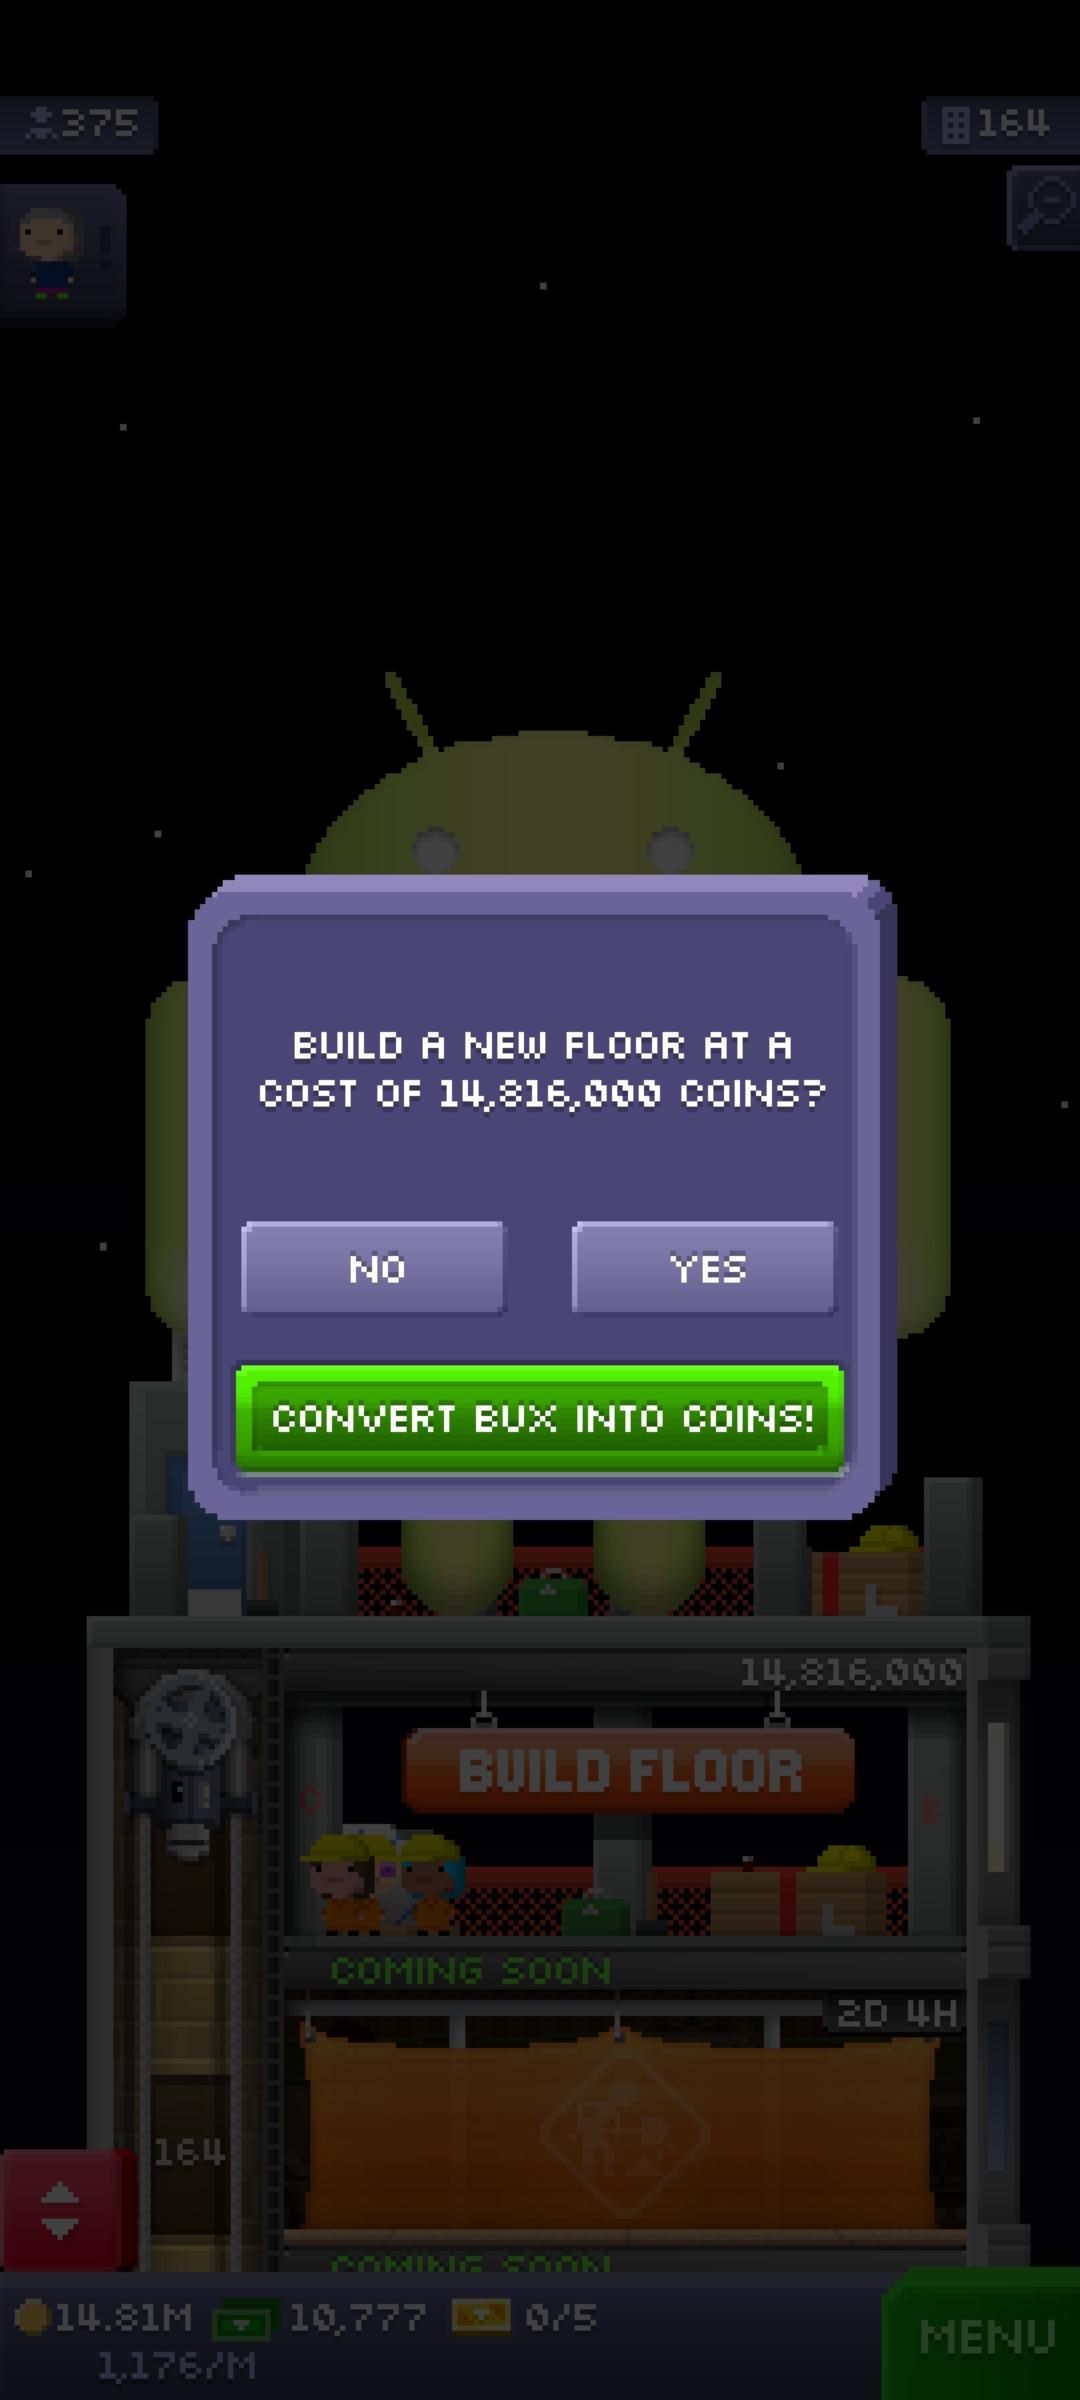 375
164
BUILD A NEW FLOOR AT A
COST OF 14,816,000 COINS?
NO
YES
CONVERT BUX INTO COINS!
14,816,000
BUILD FLOOR
C
B
COMING SOON
2D 4H
164
COMING SOON
14.81M 10,777 0/5
1,176/M
MENU